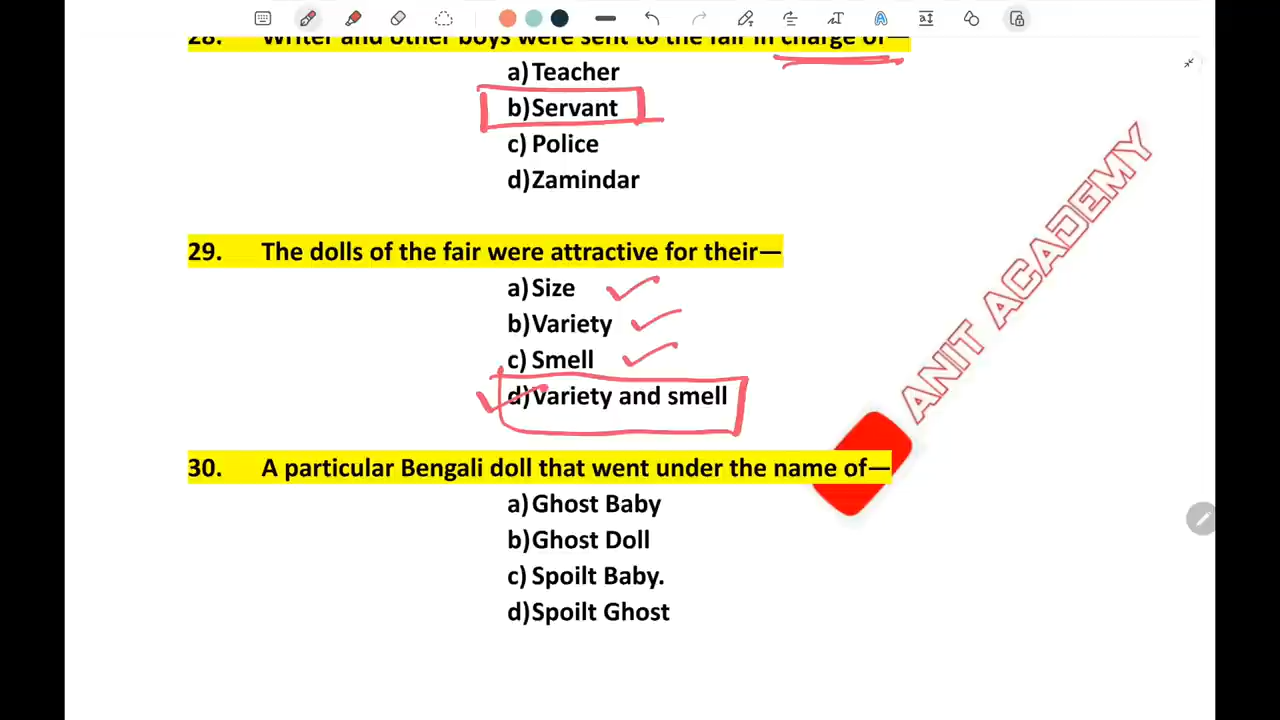 28. Writer and other boys were sent to the fair in charge of—
a) Teacher
b) Servant
c) Police
d) Zamindar
29. The dolls of the fair were attractive for their—
a) Size
b) Variety
c) Smell
d) Variety and smell
30. A particular Bengali doll that went under the name of—
a) Ghost Baby
b) Ghost Doll
c) Spoilt Baby.
d) Spoilt Ghost
ANIT ACADEMY